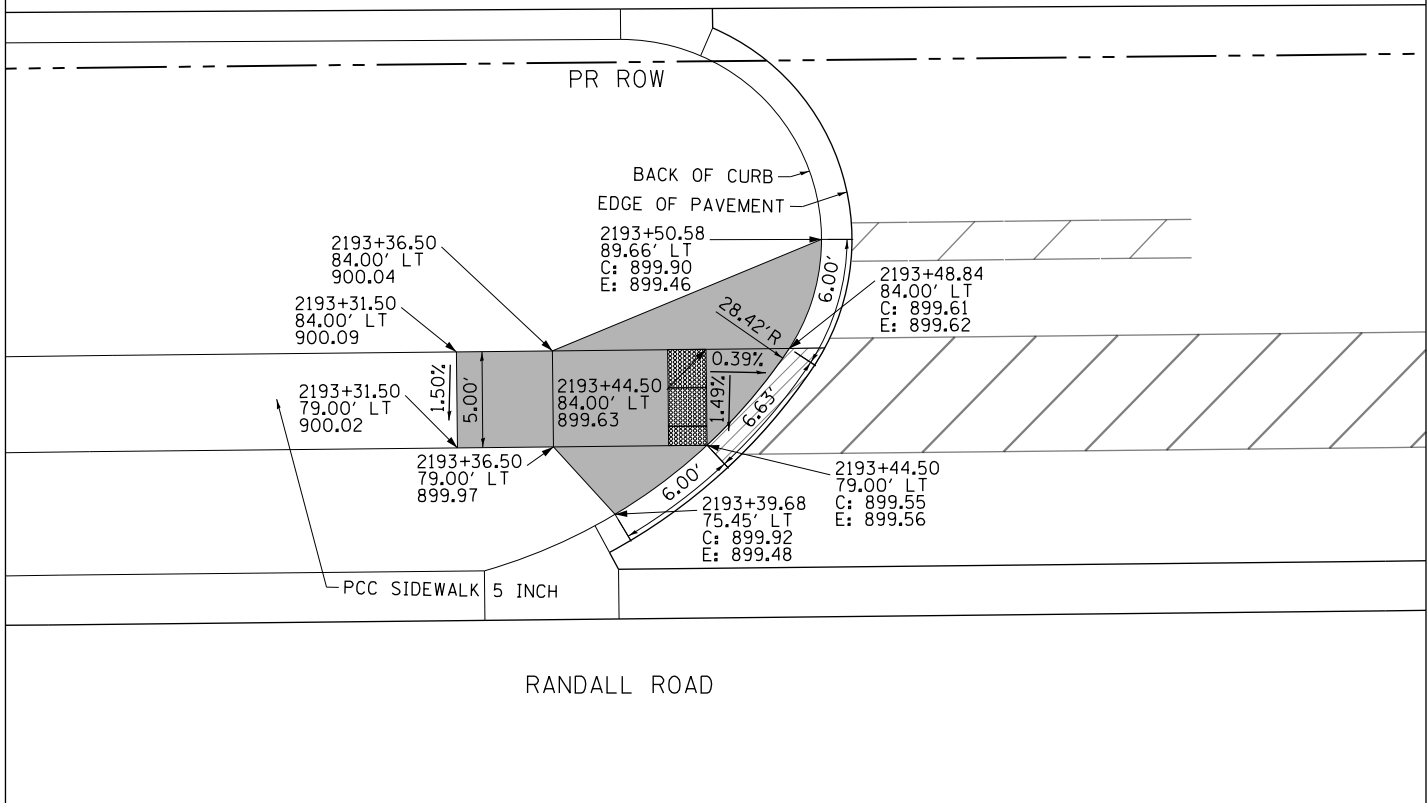 PR ROW
BACK OF CURB
EDGE OF PAVEMENT
2193+50.58
89.66' LT
C: 899.90
E: 899.46
2193+36.50
84.00' LT
900.04
2193+31.50
84.00' LT
900.09
6.00'
2193+48.84
84.00' LT
C: 899.61
E: 899.62
28.42'R
0.39%
1.50%
5.00'
2193+44.50
84.00' LT
899.63
1.49%
6.63'
2193+31.50
79.00' LT
900.02
2193+36.50
79.00' LT
899.97
6.00'
2193+44.50
79.00' LT
C: 899.55
E: 899.56
2193+39.68
75.45' LT
C: 899.92
E: 899.48
PCC SIDEWALK 5 INCH
RANDALL ROAD